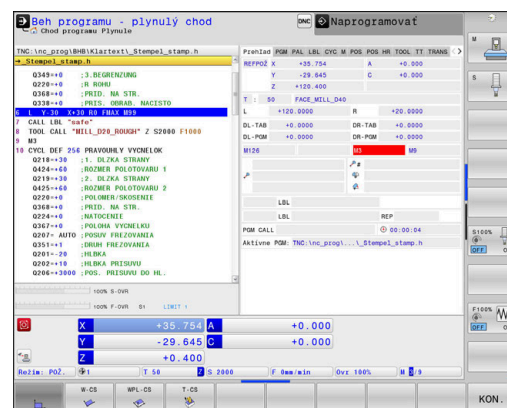 Beh programu - plynulý chod
Chod programu Plynule
DNC
Naprogramovať
TNC:\nc_prog\BHB\Klartext\_Stempel_stamp.h
→_Stempel_stamp.h
Q349=+0 ;3.BEGRENZUNG
Q220=+0 ;R ROHU
Q368=+0 ;PRID. NA STR.
Q338=+0 ;PRIS. OBRAB. NACISTO
6 L Y-30 X+30 R0 FMAX M99
7 CALL LBL "safe"
8 TOOL CALL "MILL_D20_ROUGH" Z S2000 F1000
9 M3
10 CYCL DEF 256 PRAVOUHLY VYCNELOK
Q218=+30 ;1. DLZKA STRANY
Q424=+60 ;ROZMER POLOTOVARU 1
Q219=+30 ;2. DLZKA STRANY
Q425=+60 ;ROZMER POLOTOVARU 2
Q220=+0 ;POLOMER/SKOSENIE
Q368=+0 ;PRID. NA STR.
Q224=+0 ;NATOCENIE
Q367=+0 ;POLOHA VYCNELKU
Q207= AUTO ;POSUV FREZOVANIA
Q351=+1 ;DRUH FREZOVANIA
Q201=-20 ;HLBKA
Q202=+10 ;HLBKA PRISUVU
Q206=+3000 ;POS. PRISUVU DO HL.
100% S-OVR
100% F-OVR S1 LIMIT 1
Prehlad PGM PAL LBL CYC M POS POS HR TOOL TT TRANS
REFPOŽ X +35.754 A +0.000
Y -29.645 C +0.000
Z +120.400
T : 50 FACE_MILL_D40
L +120.0000 R +20.0000
DL-TAB +0.0000 DR-TAB +0.0000
DL-PGM +0.0000 DR-PGM +0.0000
M126 M3 M9
LBL
LBL REP
PGM CALL 00:00:04
Aktívne PGM: TNC:\nc_prog\...\_Stempel_stamp.h
X +35.754 A +0.000
Y -29.645 C +0.000
Z +0.400
Režim: POŽ. 1 T 50 Z S 2000 F 0mm/min Ovr 100% M 3/9
W-CS
WPL-CS
T-CS
KON.
M
S
S100%
OFF
F100%
OFF